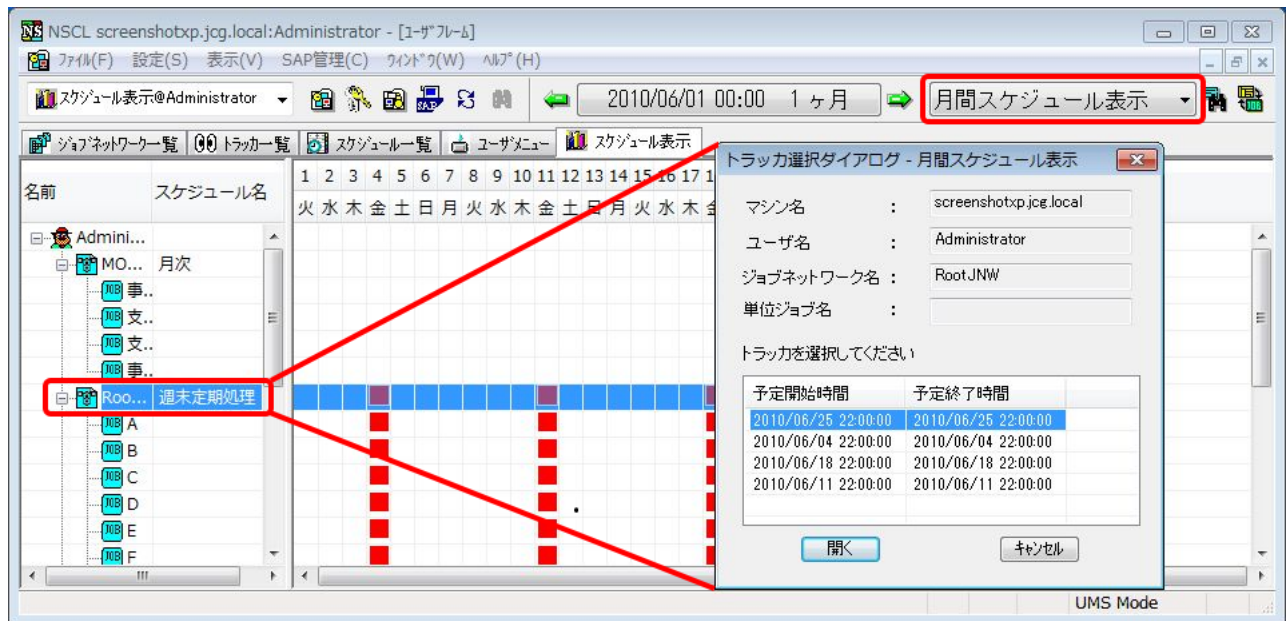 NSCL screenshotxp.jcg.local:Administrator - [ﾕｰｻﾞﾌﾚｰﾑ]
ﾌｧｲﾙ(F) 設定(S) 表示(V) SAP管理(C) ｳｨﾝﾄﾞｳ(W) ﾍﾙﾌﾟ(H)
スケジュール表示@Administrator
2010/06/01 00:00 1 ヶ月
月間スケジュール表示
ジョブネットワーク一覧 トラッカ一覧 スケジュール一覧 ユーザメニュー スケジュール表示
名前 スケジュール名
1 2 3 4 5 6 7 8 9 10 11 12 13 14 15 16 17
火 水 木 金 土 日 月 火 水 木 金 土 日 月 火 水 木
Admini...
MO... 月次
JOB 事..
JOB 支..
JOB 支..
JOB 事..
Roo... 週末定期処理
JOB A
JOB B
JOB C
JOB D
JOB E
JOB F
トラッカ選択ダイアログ - 月間スケジュール表示
マシン名 : screenshotxp.jcg.local
ユーザ名 : Administrator
ジョブネットワーク名 : RootJNW
単位ジョブ名 :
トラッカを選択してください
予定開始時間 予定終了時間
2010/06/25 22:00:00 2010/06/25 22:00:00
2010/06/04 22:00:00 2010/06/04 22:00:00
2010/06/18 22:00:00 2010/06/18 22:00:00
2010/06/11 22:00:00 2010/06/11 22:00:00
開く キャンセル
UMS Mode